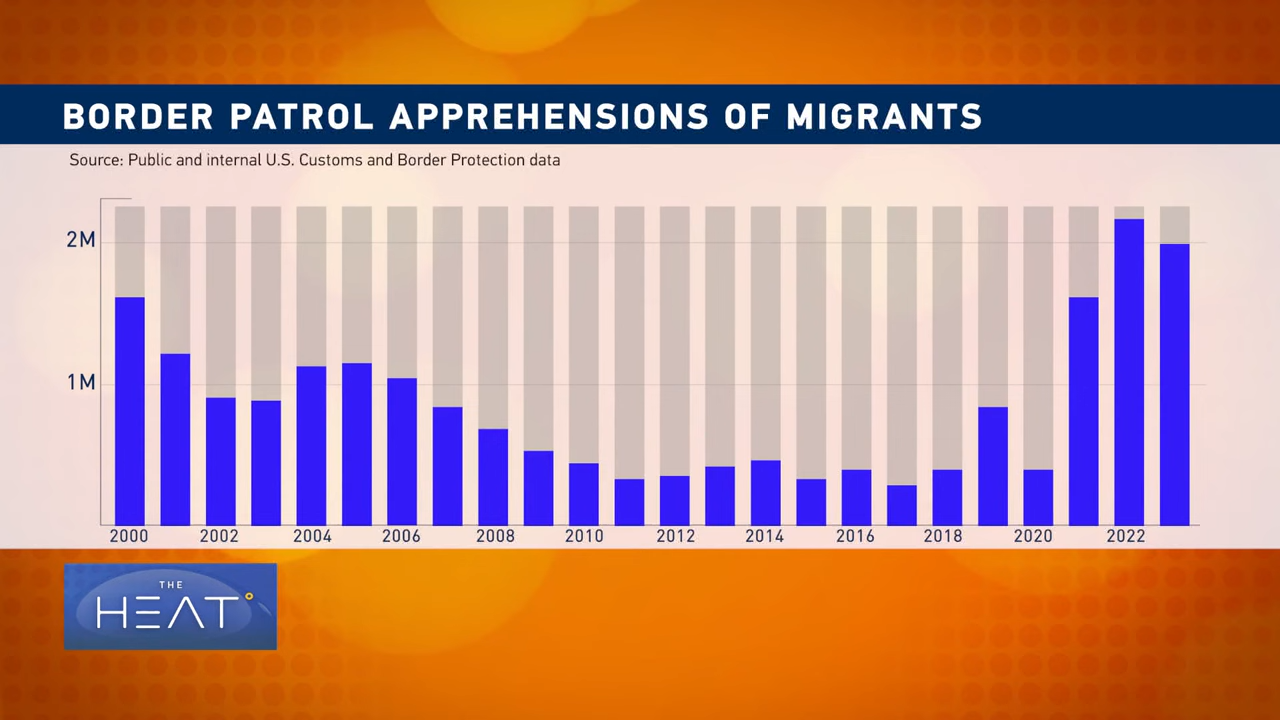 BORDER PATROL APPREHENSIONS OF MIGRANTS
Source: Public and internal U.S. Customs and Border Protection data
2M
1M
2000 2002 2004 2006 2008 2010 2012 2014 2016 2018 2020 2022
THE
HEAT